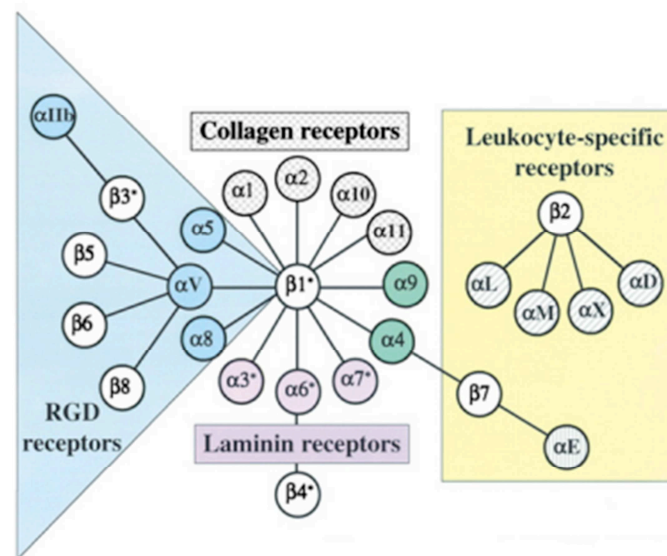 αIIb
Collagen receptors
Leukocyte-specific
receptors
β3*
α1
α2
α10
α11
β2
α5
β5
αV
β1*
α9
αL
αM
αX
αD
β6
α8
α4
β8
α3*
α6*
α7*
β7
RGD
receptors
Laminin receptors
αE
β4*